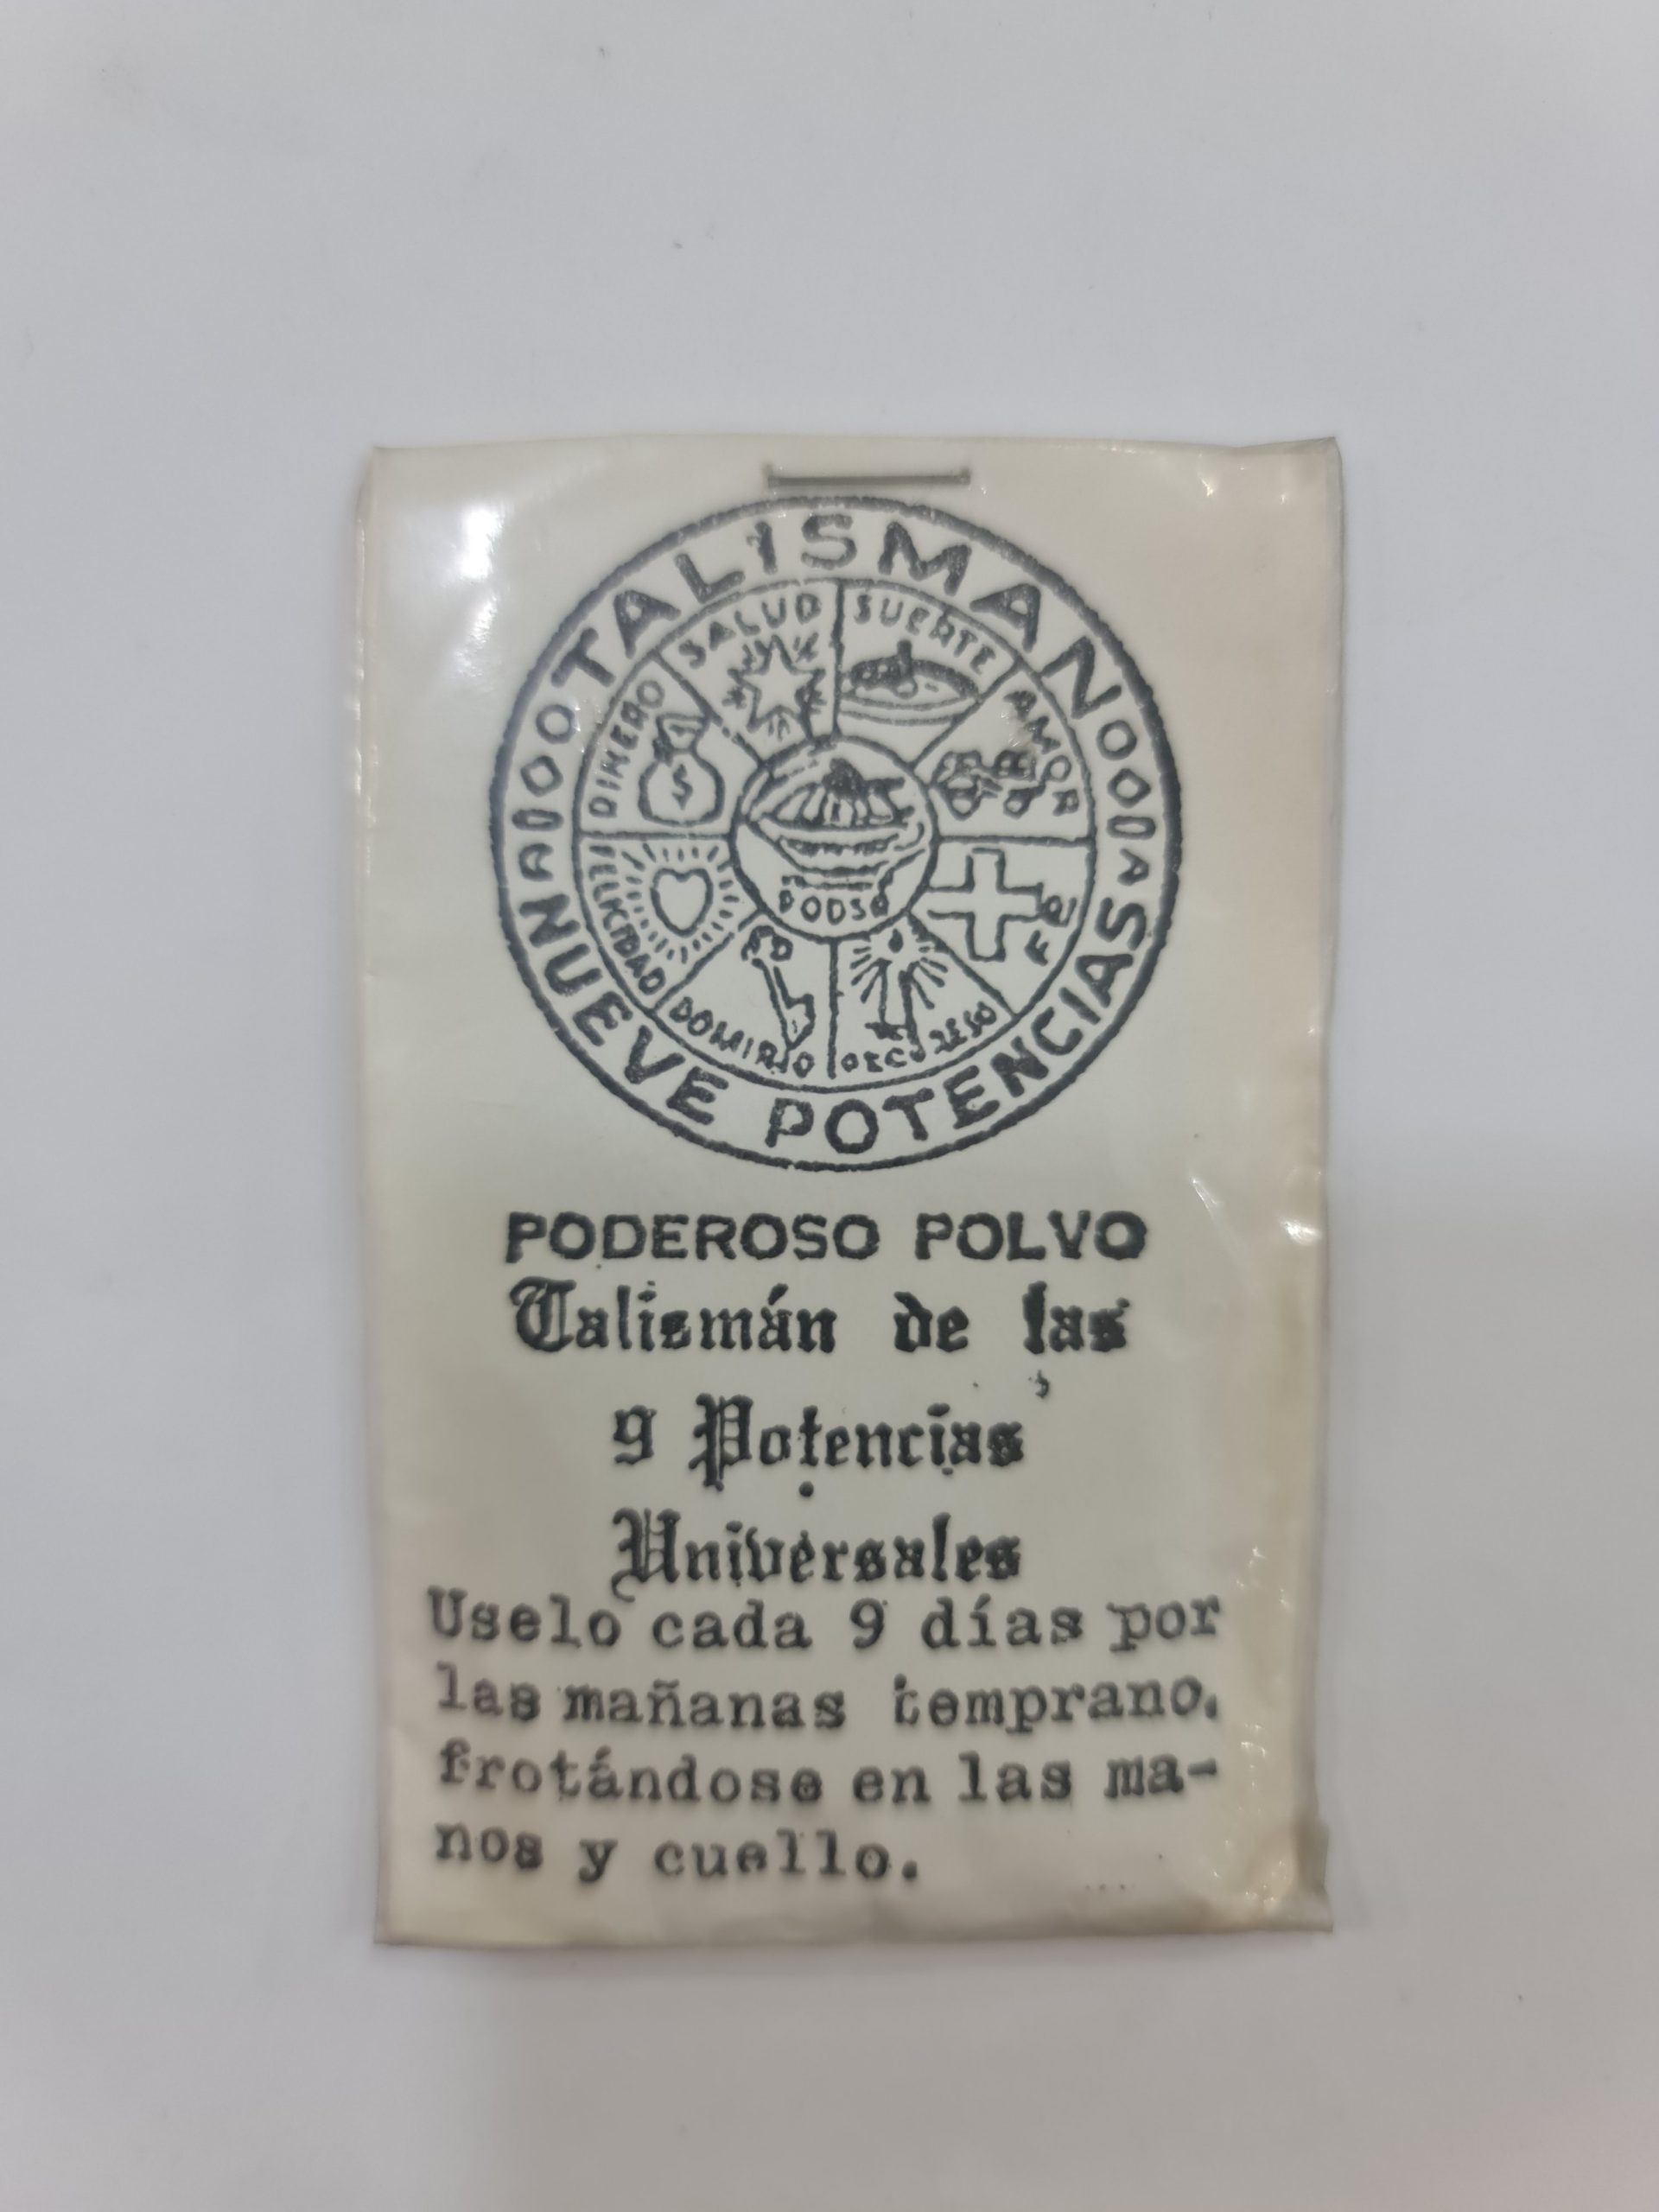 TALISMAN
NUEVE POTENCIAS
SALUD
SUERTE
AMOR
Fe
DOMINIO
FELICIDAD
DINERO
PODEROSO POLVO
Talismán de las
9 Potencias
Universales
Uselo cada 9 días por
las mañanas temprano.
frotándose en las ma-
nos y cuello.